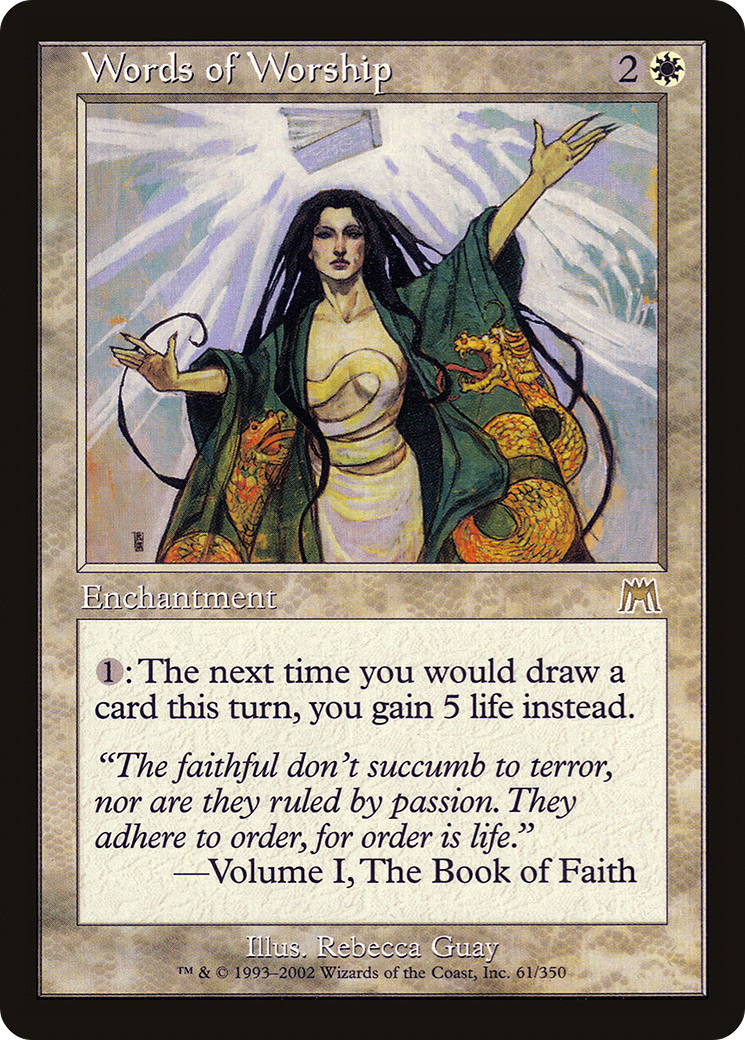 Words of Worship 2
Enchantment
1: The next time you would draw a
card this turn, you gain 5 life instead.
“The faithful don’t succumb to terror,
nor are they ruled by passion. They
adhere to order, for order is life.”
—Volume I, The Book of Faith
Illus. Rebecca Guay
™ & © 1993–2002 Wizards of the Coast, Inc. 61/350